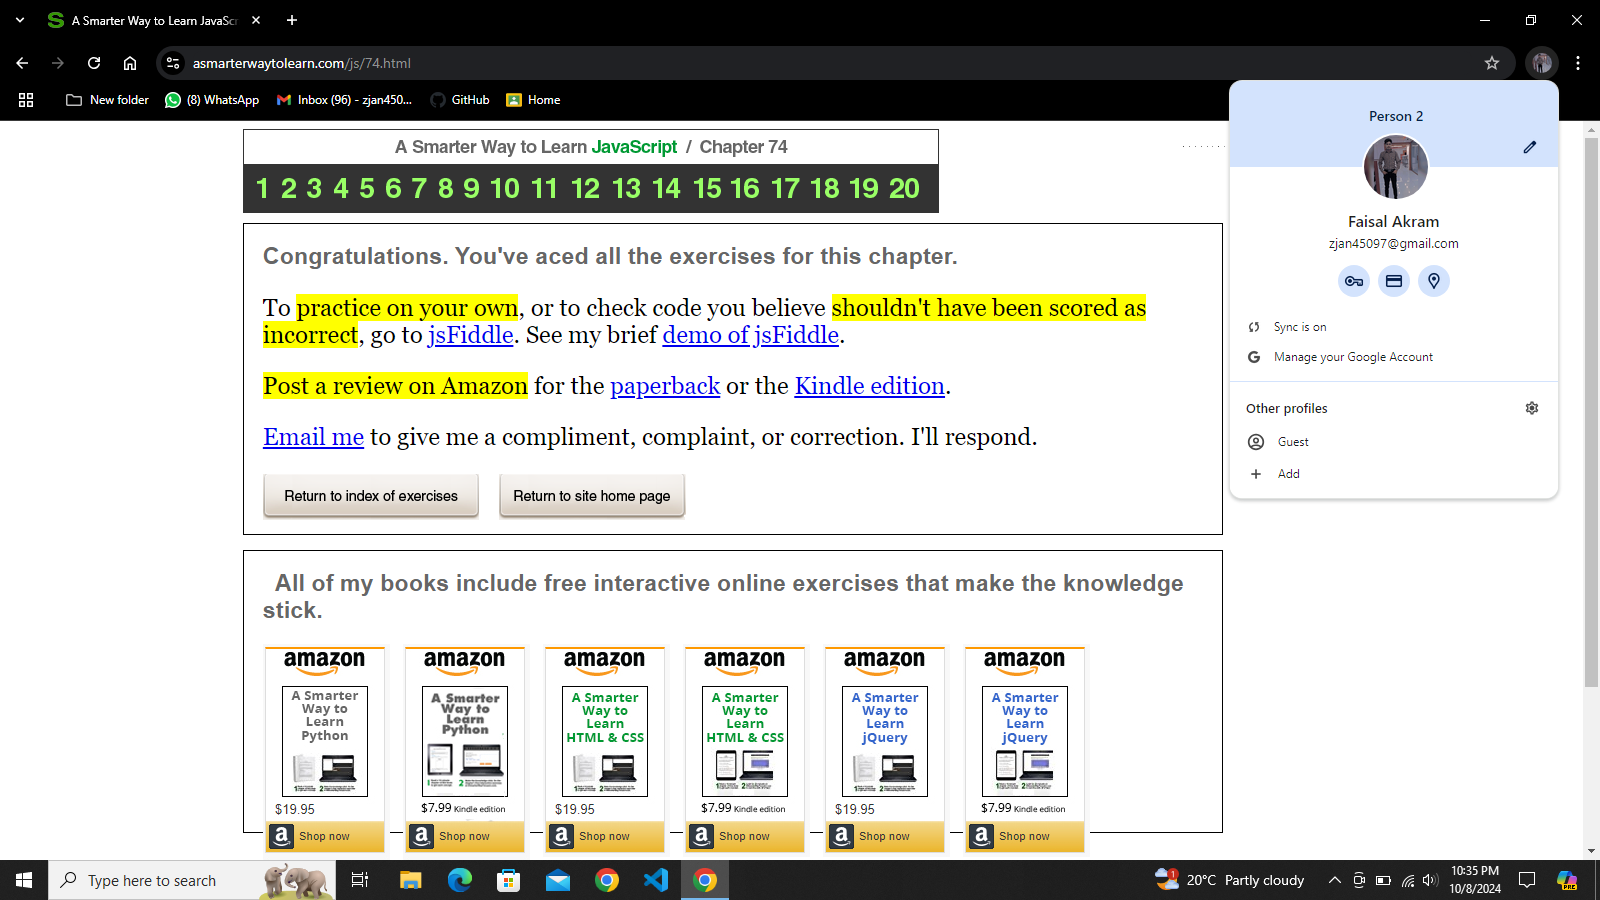 A Smarter Way to Learn JavaSc
asmarterwaytolearn.com/js/74.html
New folder
(8) WhatsApp
Inbox (96) - zjan450...
GitHub
Home
A Smarter Way to Learn JavaScript / Chapter 74
1 2 3 4 5 6 7 8 9 10 11 12 13 14 15 16 17 18 19 20
Congratulations. You've aced all the exercises for this chapter.
To practice on your own, or to check code you believe shouldn't have been scored as
incorrect, go to jsFiddle. See my brief demo of jsFiddle.
Post a review on Amazon for the paperback or the Kindle edition.
Email me to give me a compliment, complaint, or correction. I'll respond.
Return to index of exercises
Return to site home page
All of my books include free interactive online exercises that make the knowledge
stick.
amazon
A Smarter
Way to
Learn
Python
$19.95
Shop now
amazon
A Smarter
Way to
Learn
Python
$7.99 Kindle edition
Shop now
amazon
A Smarter
Way to
Learn
HTML & CSS
$19.95
Shop now
amazon
A Smarter
Way to
Learn
HTML & CSS
$7.99 Kindle edition
Shop now
amazon
A Smarter
Way to
Learn
jQuery
$19.95
Shop now
amazon
A Smarter
Way to
Learn
jQuery
$7.99 Kindle edition
Shop now
Person 2
Faisal Akram
zjan45097@gmail.com
Sync is on
Manage your Google Account
Other profiles
Guest
Add
Type here to search
1
20°C Partly cloudy
10:35 PM
10/8/2024
PRE